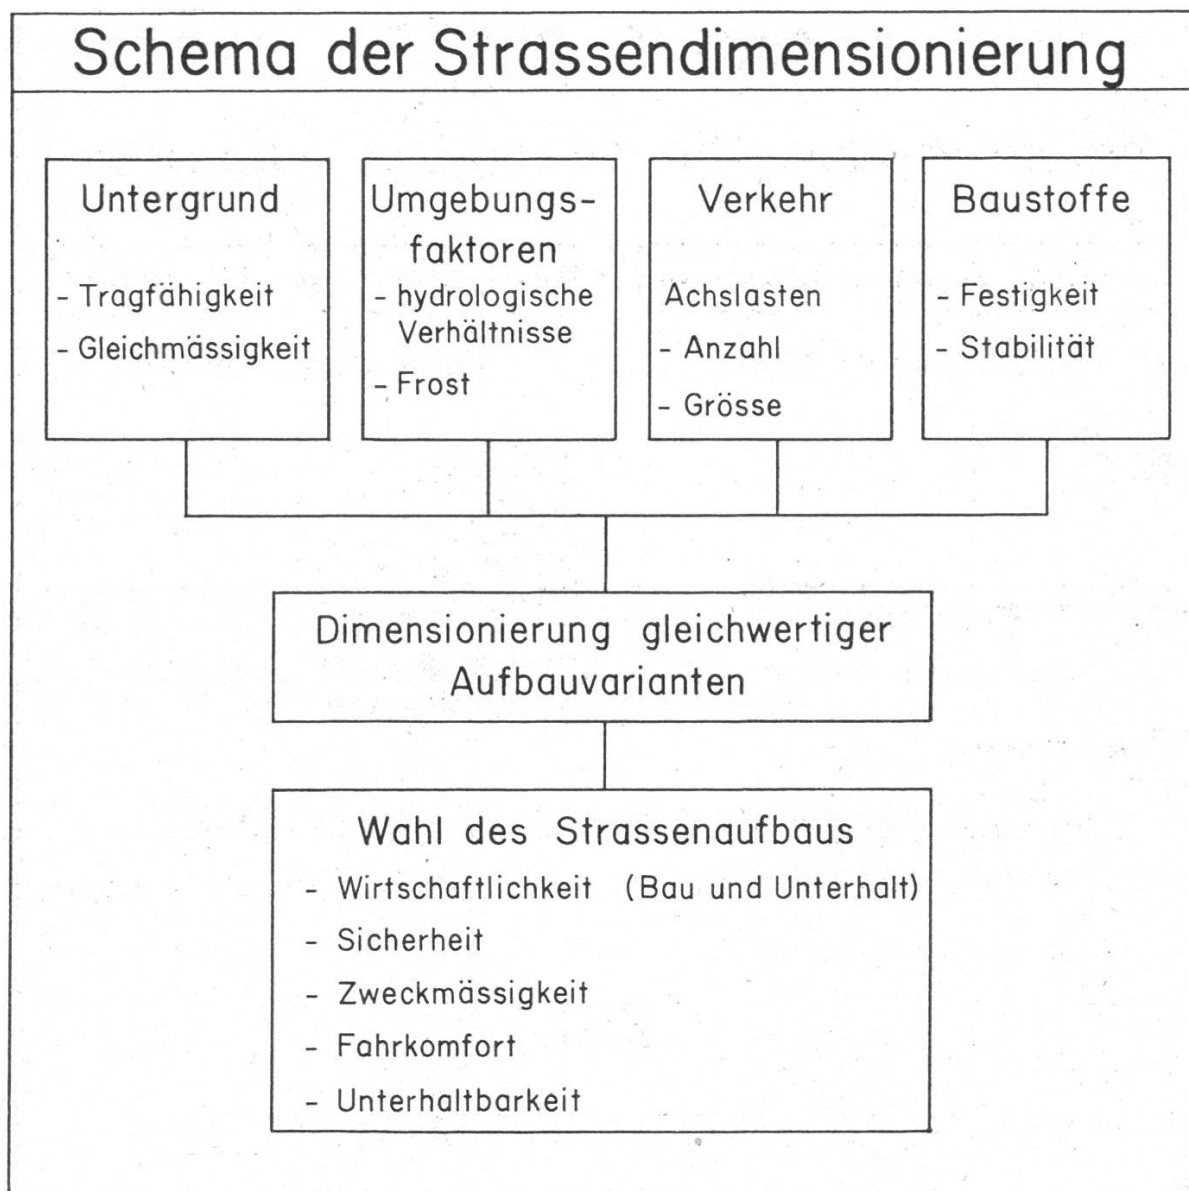 Schema der Strassendimensionierung
Untergrund
- Tragfähigkeit
- Gleichmässigkeit
Umgebungs-
faktoren
- hydrologische
Verhältnisse
- Frost
Verkehr
Achslasten
- Anzahl
- Grösse
Baustoffe
- Festigkeit
- Stabilität
Dimensionierung gleichwertiger
Aufbauvarianten
Wahl des Strassenaufbaus
- Wirtschaftlichkeit (Bau und Unterhalt)
- Sicherheit
- Zweckmässigkeit
- Fahrkomfort
- Unterhaltbarkeit